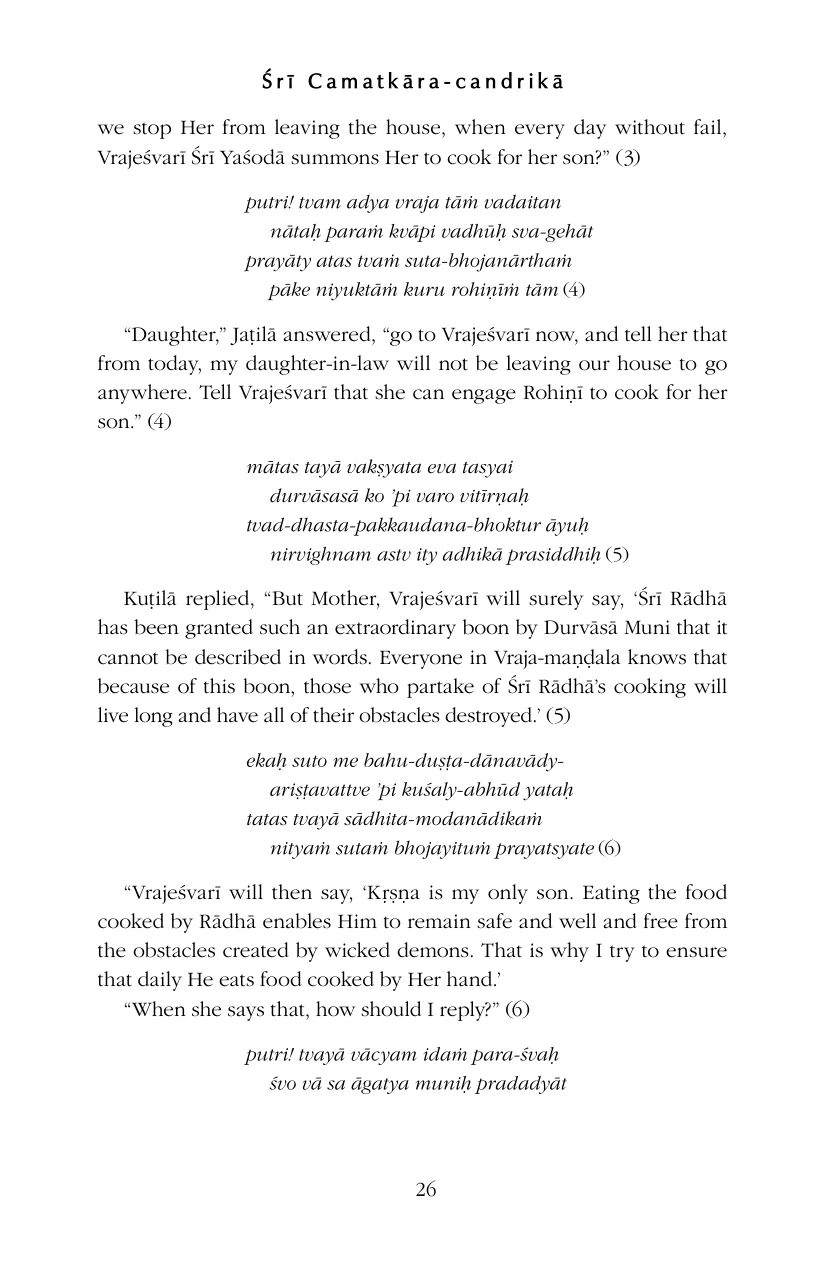 Śrī Camatkāra-candrikā
we stop Her from leaving the house, when every day without fail,
Vrajeśvarī Śrī Yaśodā summons Her to cook for her son?” (3)
putri! tvam adya vraja tāṁ vadaitan
nātaḥ paraṁ kvāpi vadhūḥ sva-gehāt
prayāty atas tvaṁ suta-bhojanārthaṁ
pāke niyuktāṁ kuru rohiṇīṁ tām (4)
“Daughter,” Jaṭilā answered, “go to Vrajeśvarī now, and tell her that
from today, my daughter-in-law will not be leaving our house to go
anywhere. Tell Vrajeśvarī that she can engage Rohiṇī to cook for her
son.” (4)
mātas tayā vakṣyata eva tasyai
durvāsasā ko ’pi varo vitīrṇaḥ
tvad-dhasta-pakkaudana-bhoktur āyuḥ
nirvighnam astv ity adhikā prasiddhiḥ (5)
Kuṭilā replied, “But Mother, Vrajeśvarī will surely say, ‘Śrī Rādhā
has been granted such an extraordinary boon by Durvāsā Muni that it
cannot be described in words. Everyone in Vraja-maṇḍala knows that
because of this boon, those who partake of Śrī Rādhā’s cooking will
live long and have all of their obstacles destroyed.’ (5)
ekaḥ suto me bahu-duṣṭa-dānavādy-
ariṣṭavattve ’pi kuśaly-abhūd yataḥ
tatas tvayā sādhita-modanādikaṁ
nityaṁ sutaṁ bhojayituṁ prayatsyate (6)
“Vrajeśvarī will then say, ‘Kṛṣṇa is my only son. Eating the food
cooked by Rādhā enables Him to remain safe and well and free from
the obstacles created by wicked demons. That is why I try to ensure
that daily He eats food cooked by Her hand.’
“When she says that, how should I reply?” (6)
putri! tvayā vācyam idaṁ para-śvaḥ
śvo vā sa āgatya muniḥ pradadyāt
26